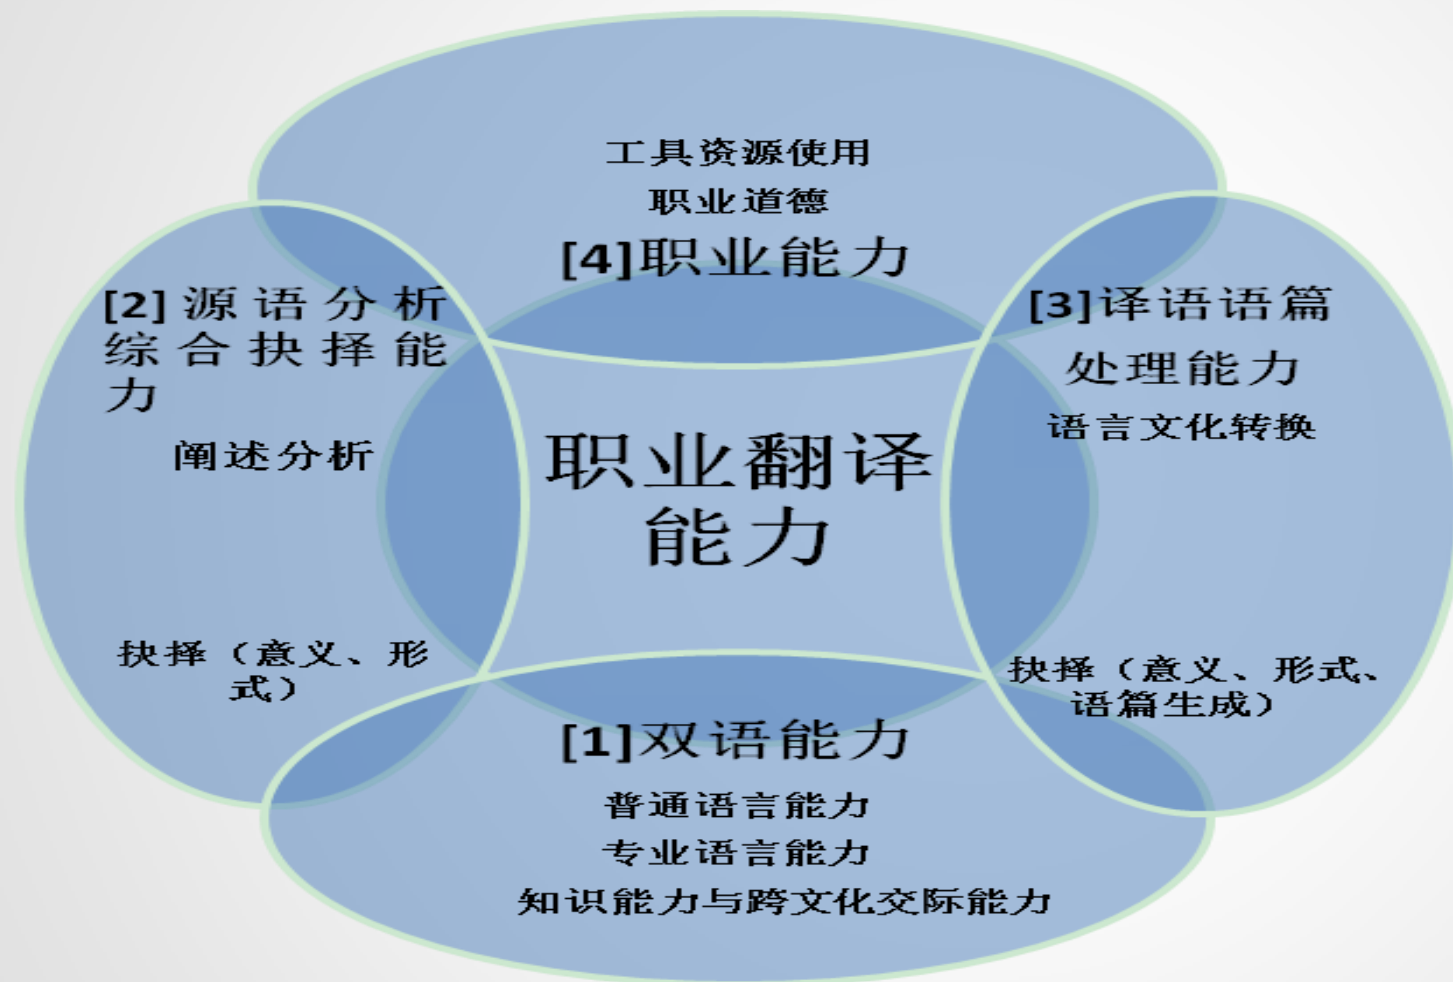 工具资源使用
职业道德
[4]职业能力
[2]源语分析
综合抉择能
力
阐述分析
抉择（意义、形
式）
职业翻译
能力
[3]译语语篇
处理能力
语言文化转换
抉择（意义、形式、
语篇生成）
[1]双语能力
普通语言能力
专业语言能力
知识能力与跨文化交际能力